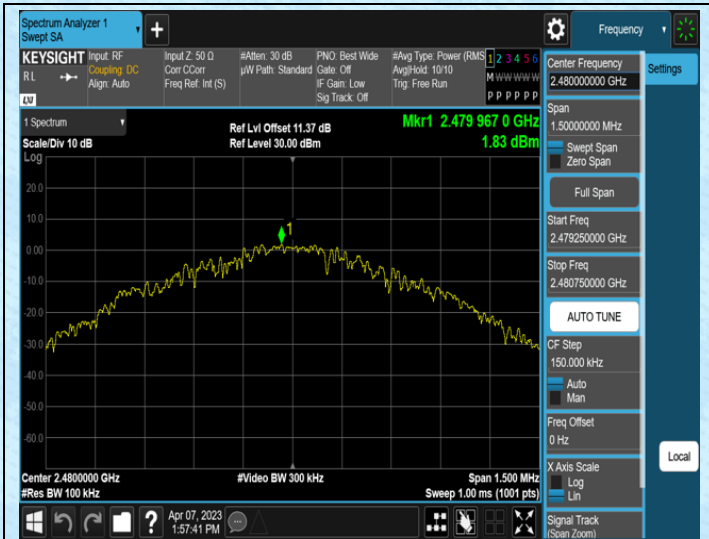 Spectrum Analyzer 1
Swept SA
+
Frequency
KEYSIGHT
RL
LXI
Input: RF
Coupling: DC
Align: Auto
Input Z: 50 Ω
Corr CCorr
Freq Ref: Int (S)
#Atten: 30 dB
µW Path: Standard
PNO: Best Wide
Gate: Off
IF Gain: Low
Sig Track: Off
#Avg Type: Power (RMS
Avg|Hold: 10/10
Trig: Free Run
1 2 3 4 5 6
M W W W W W
P P P P P P
1 Spectrum
Scale/Div 10 dB
Log
Ref Lvl Offset 11.37 dB
Ref Level 30.00 dBm
Mkr1 2.479 967 0 GHz
1.83 dBm
20.0
10.0
0.00
-10.0
-20.0
-30.0
-40.0
-50.0
-60.0
1
Center 2.4800000 GHz
#Res BW 100 kHz
#Video BW 300 kHz
Span 1.500 MHz
Sweep 1.00 ms (1001 pts)
?
Apr 07, 2023
1:57:41 PM
Center Frequency
2.480000000 GHz
Span
1.50000000 MHz
Swept Span
Zero Span
Full Span
Start Freq
2.479250000 GHz
Stop Freq
2.480750000 GHz
AUTO TUNE
CF Step
150.000 kHz
Auto
Man
Freq Offset
0 Hz
X Axis Scale
Log
Lin
Signal Track
(Span Zoom)
Settings
Local